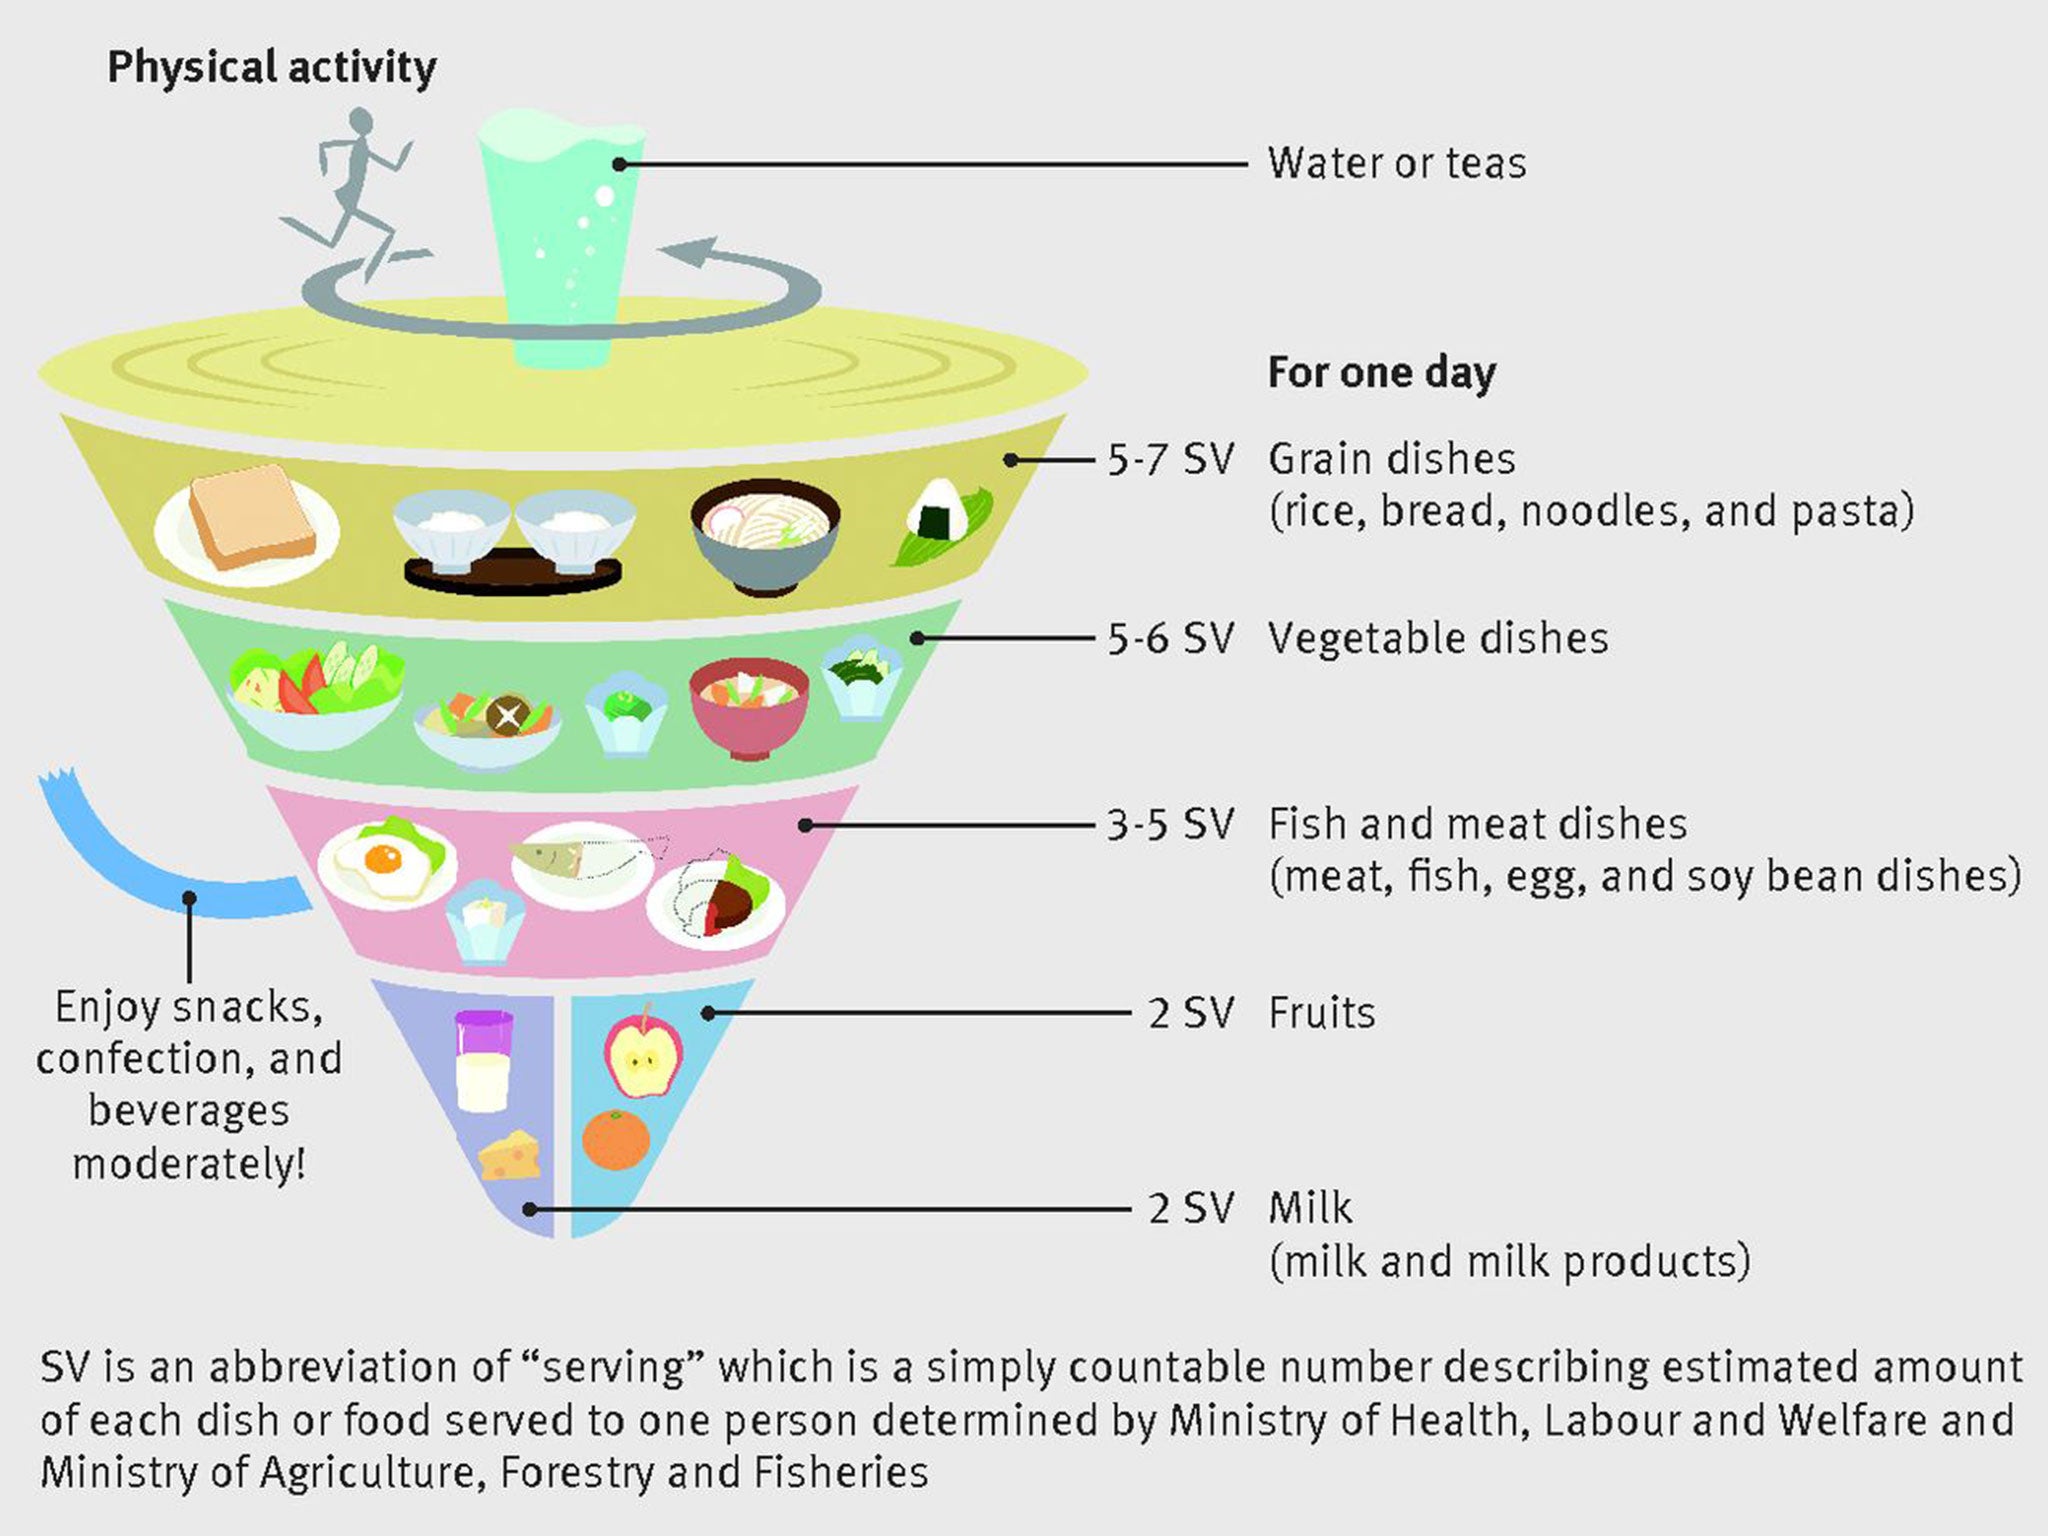 Physical activity
Water or teas
For one day
5-7 SV Grain dishes
(rice, bread, noodles, and pasta)
5-6 SV Vegetable dishes
3-5 SV Fish and meat dishes
(meat, fish, egg, and soy bean dishes)
Enjoy snacks,
confection, and
beverages
moderately!
2 SV Fruits
2 SV Milk
(milk and milk products)
SV is an abbreviation of “serving” which is a simply countable number describing estimated amount
of each dish or food served to one person determined by Ministry of Health, Labour and Welfare and
Ministry of Agriculture, Forestry and Fisheries